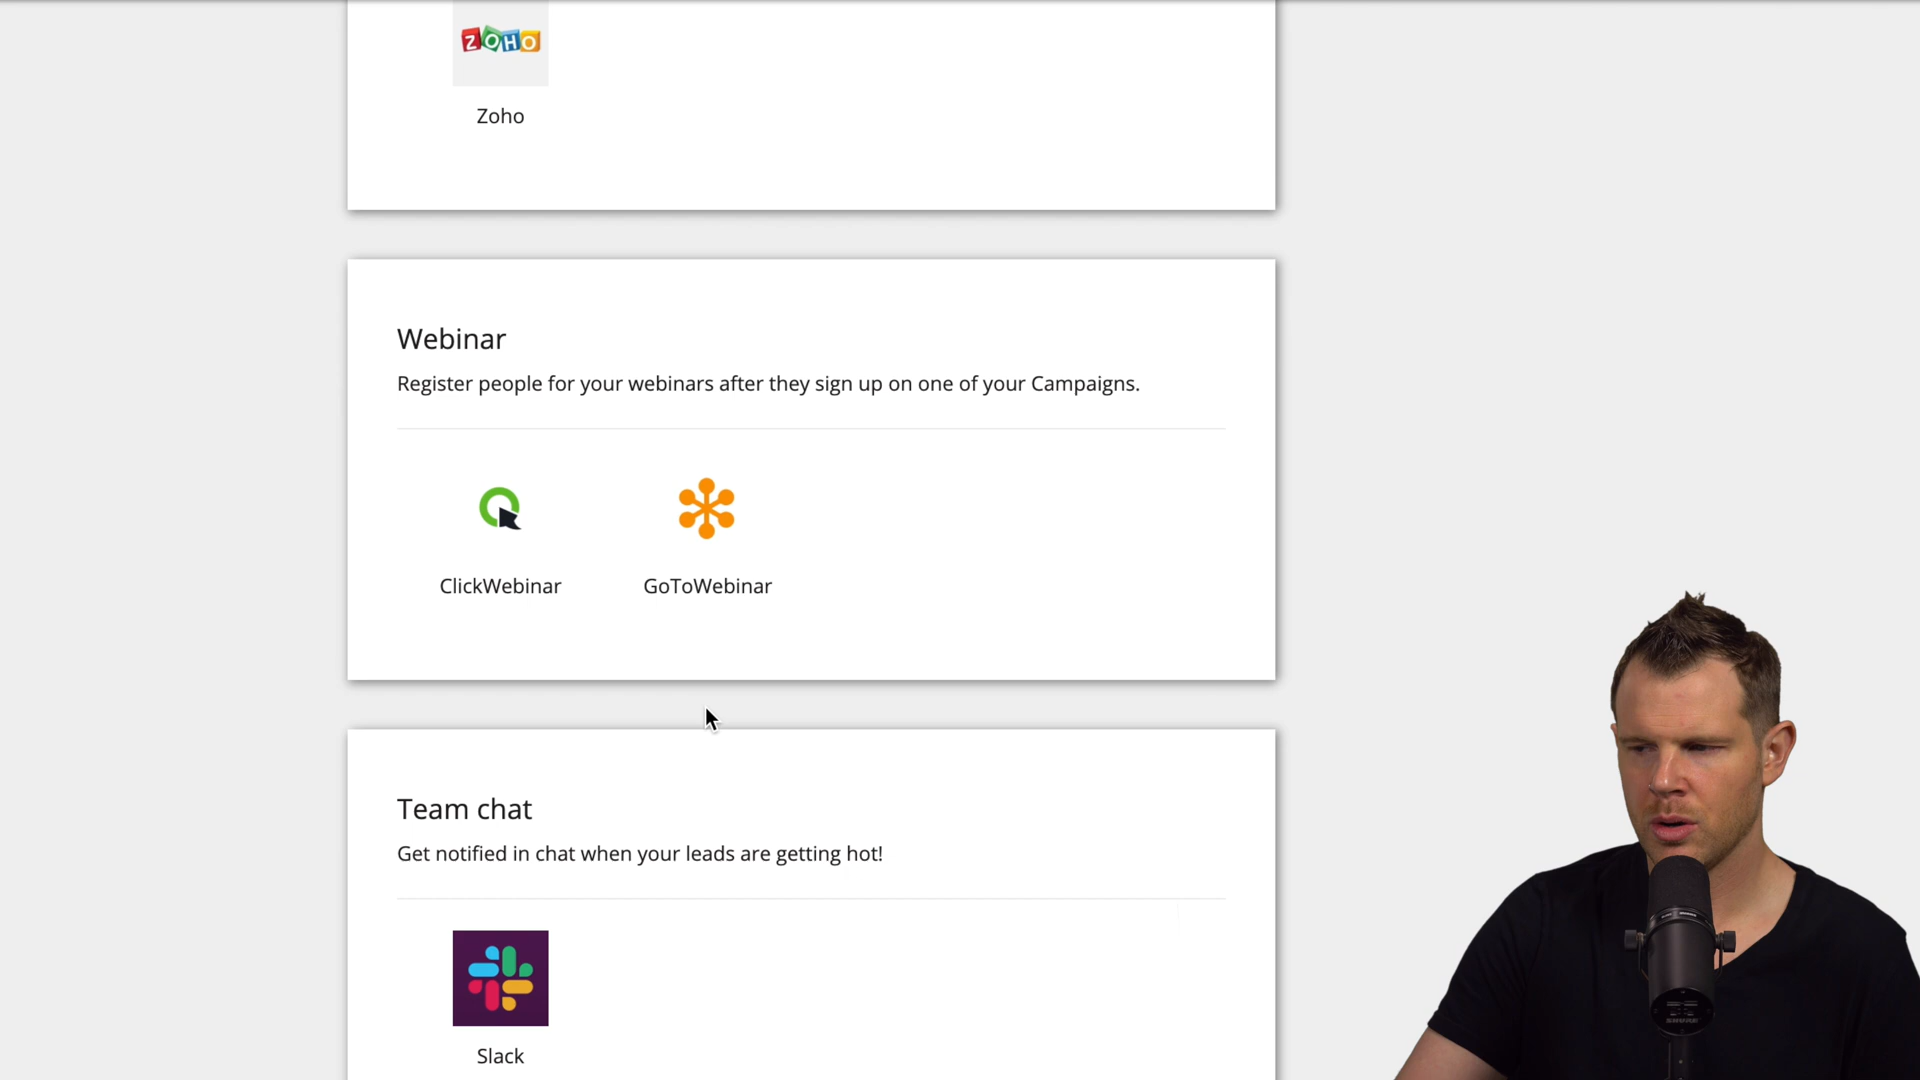 ZOHO
Zoho
Webinar
Register people for your webinars after they sign up on one of your Campaigns.
ClickWebinar
GoToWebinar
Team chat
Get notified in chat when your leads are getting hot!
Slack